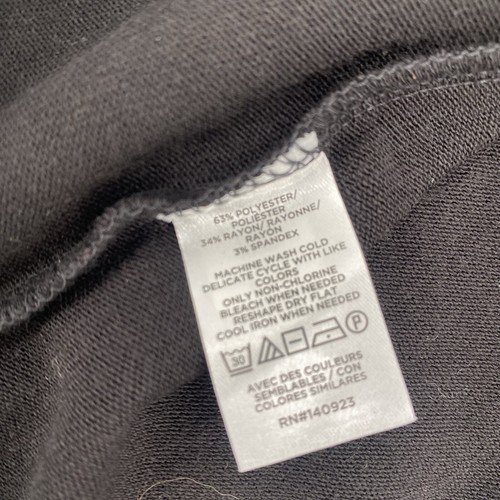 63% POLYESTER/
POLIÉSTER
34% RAYON/RAYONNE/
RAYON
3% SPANDEX
MACHINE WASH COLD
DELICATE CYCLE WITH LIKE
COLORS
ONLY NON-CHLORINE
BLEACH WHEN NEEDED
RESHAPE DRY FLAT
COOL IRON WHEN NEEDED
30 P
AVEC DES COULEURS
SEMBLABLES / CON
COLORES SIMILARES
RN#140923